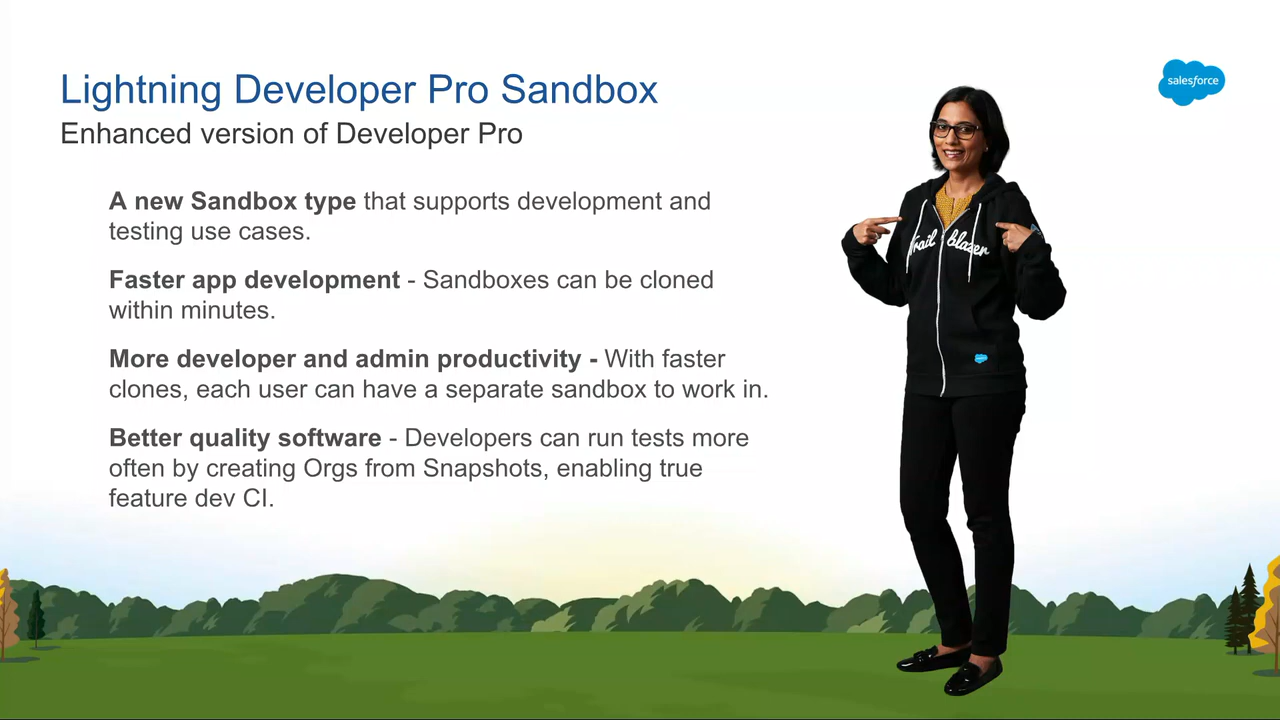 Lightning Developer Pro Sandbox
salesforce
Enhanced version of Developer Pro
A new Sandbox type that supports development and
testing use cases.
Faster app development - Sandboxes can be cloned
within minutes.
More developer and admin productivity - With faster
clones, each user can have a separate sandbox to work in.
Better quality software - Developers can run tests more
often by creating Orgs from Snapshots, enabling true
feature dev CI.
Trail blazer